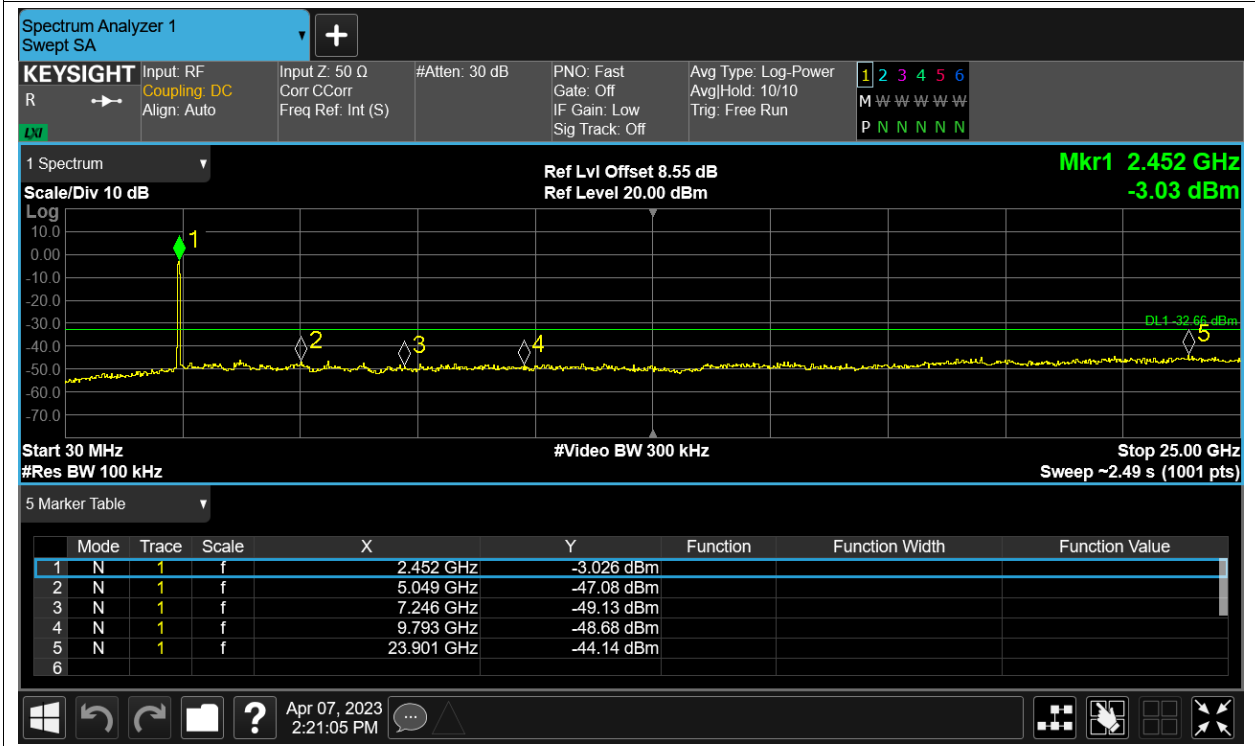 Spectrum Analyzer 1
Swept SA
+
KEYSIGHT
R
LXI
Input: RF
Coupling: DC
Align: Auto
Input Z: 50 Ω
Corr CCorr
Freq Ref: Int (S)
#Atten: 30 dB
PNO: Fast
Gate: Off
IF Gain: Low
Sig Track: Off
Avg Type: Log-Power
Avg|Hold: 10/10
Trig: Free Run
1 2 3 4 5 6
M W W W W W
P N N N N N
1 Spectrum
Scale/Div 10 dB
Ref Lvl Offset 8.55 dB
Ref Level 20.00 dBm
Mkr1 2.452 GHz
-3.03 dBm
Log
10.0
0.00
-10.0
-20.0
-30.0
-40.0
-50.0
-60.0
-70.0
1
2
3
4
5
DL1 -32.66 dBm
Start 30 MHz
#Res BW 100 kHz
#Video BW 300 kHz
Stop 25.00 GHz
Sweep ~2.49 s (1001 pts)
5 Marker Table
Mode Trace Scale X Y Function Function Width Function Value
1 N 1 f 2.452 GHz -3.026 dBm
2 N 1 f 5.049 GHz -47.08 dBm
3 N 1 f 7.246 GHz -49.13 dBm
4 N 1 f 9.793 GHz -48.68 dBm
5 N 1 f 23.901 GHz -44.14 dBm
6
?
Apr 07, 2023
2:21:05 PM